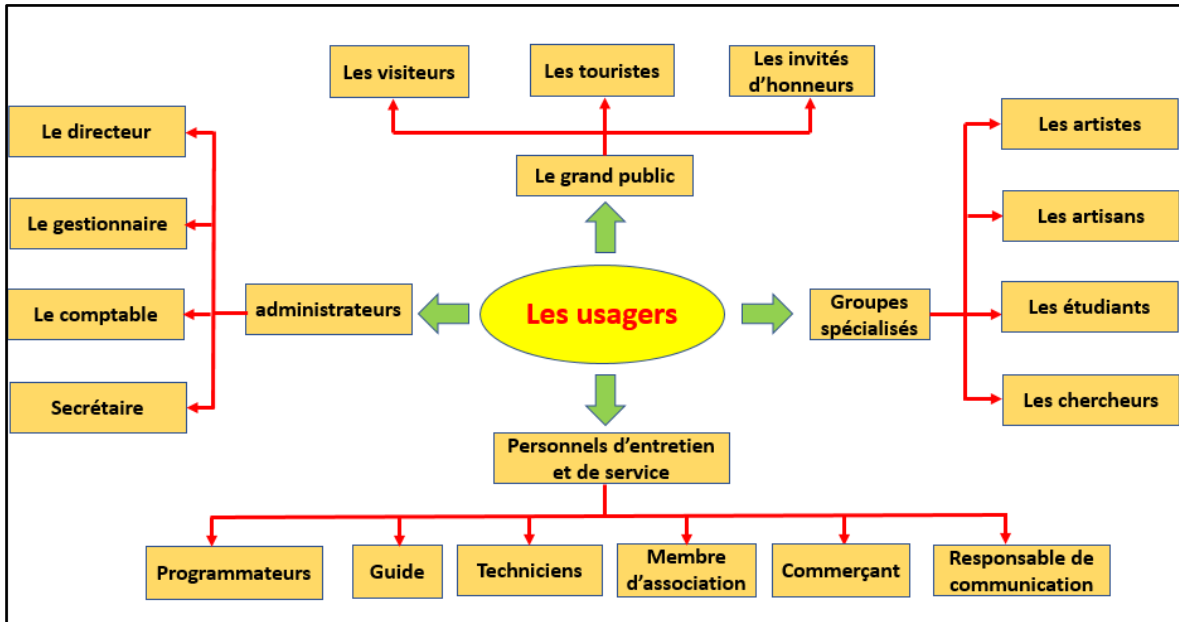 Les visiteurs
Les touristes
Les invités
d'honneurs
Le directeur
Les artistes
Le grand public
Le gestionnaire
Les artisans
administrateurs
Les usagers
Groupes
spécialisés
Le comptable
Les étudiants
Secrétaire
Les chercheurs
Personnels d'entretien
et de service
Programmateurs
Guide
Techniciens
Membre
d'association
Commerçant
Responsable de
communication